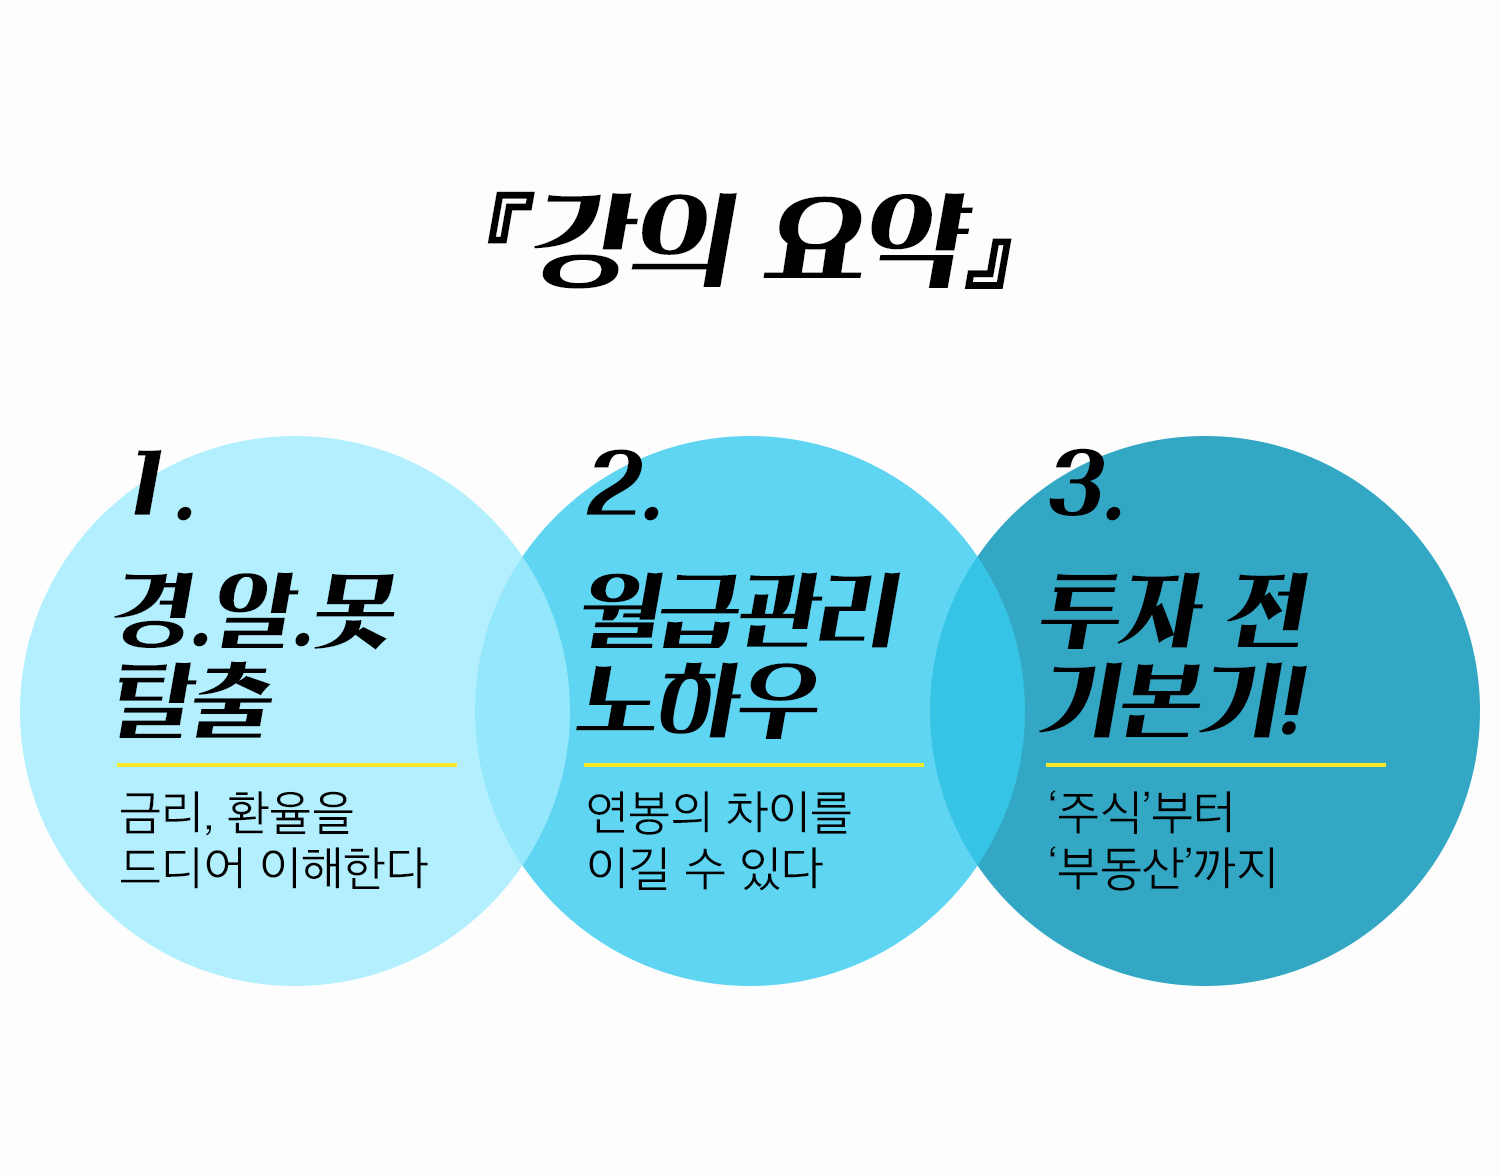 『강의 요약』
1.
경.알.못
탈출
금리, 환율을
드디어 이해한다
2.
월급관리
노하우
연봉의 차이를
이길 수 있다
3.
투자 전
기본기!
‘주식’부터
‘부동산’까지